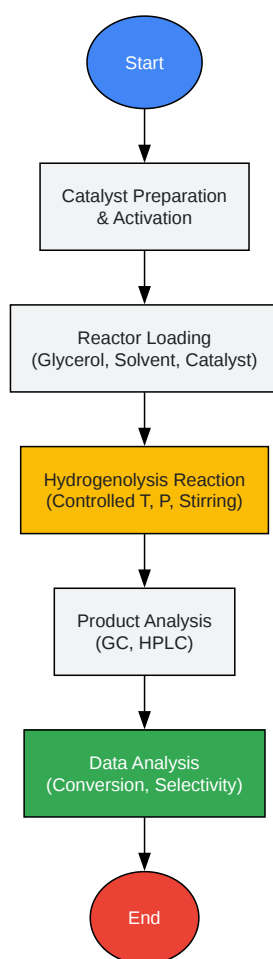 Start
Catalyst Preparation
& Activation
Reactor Loading
(Glycerol, Solvent, Catalyst)
Hydrogenolysis Reaction
(Controlled T, P, Stirring)
Product Analysis
(GC, HPLC)
Data Analysis
(Conversion, Selectivity)
End